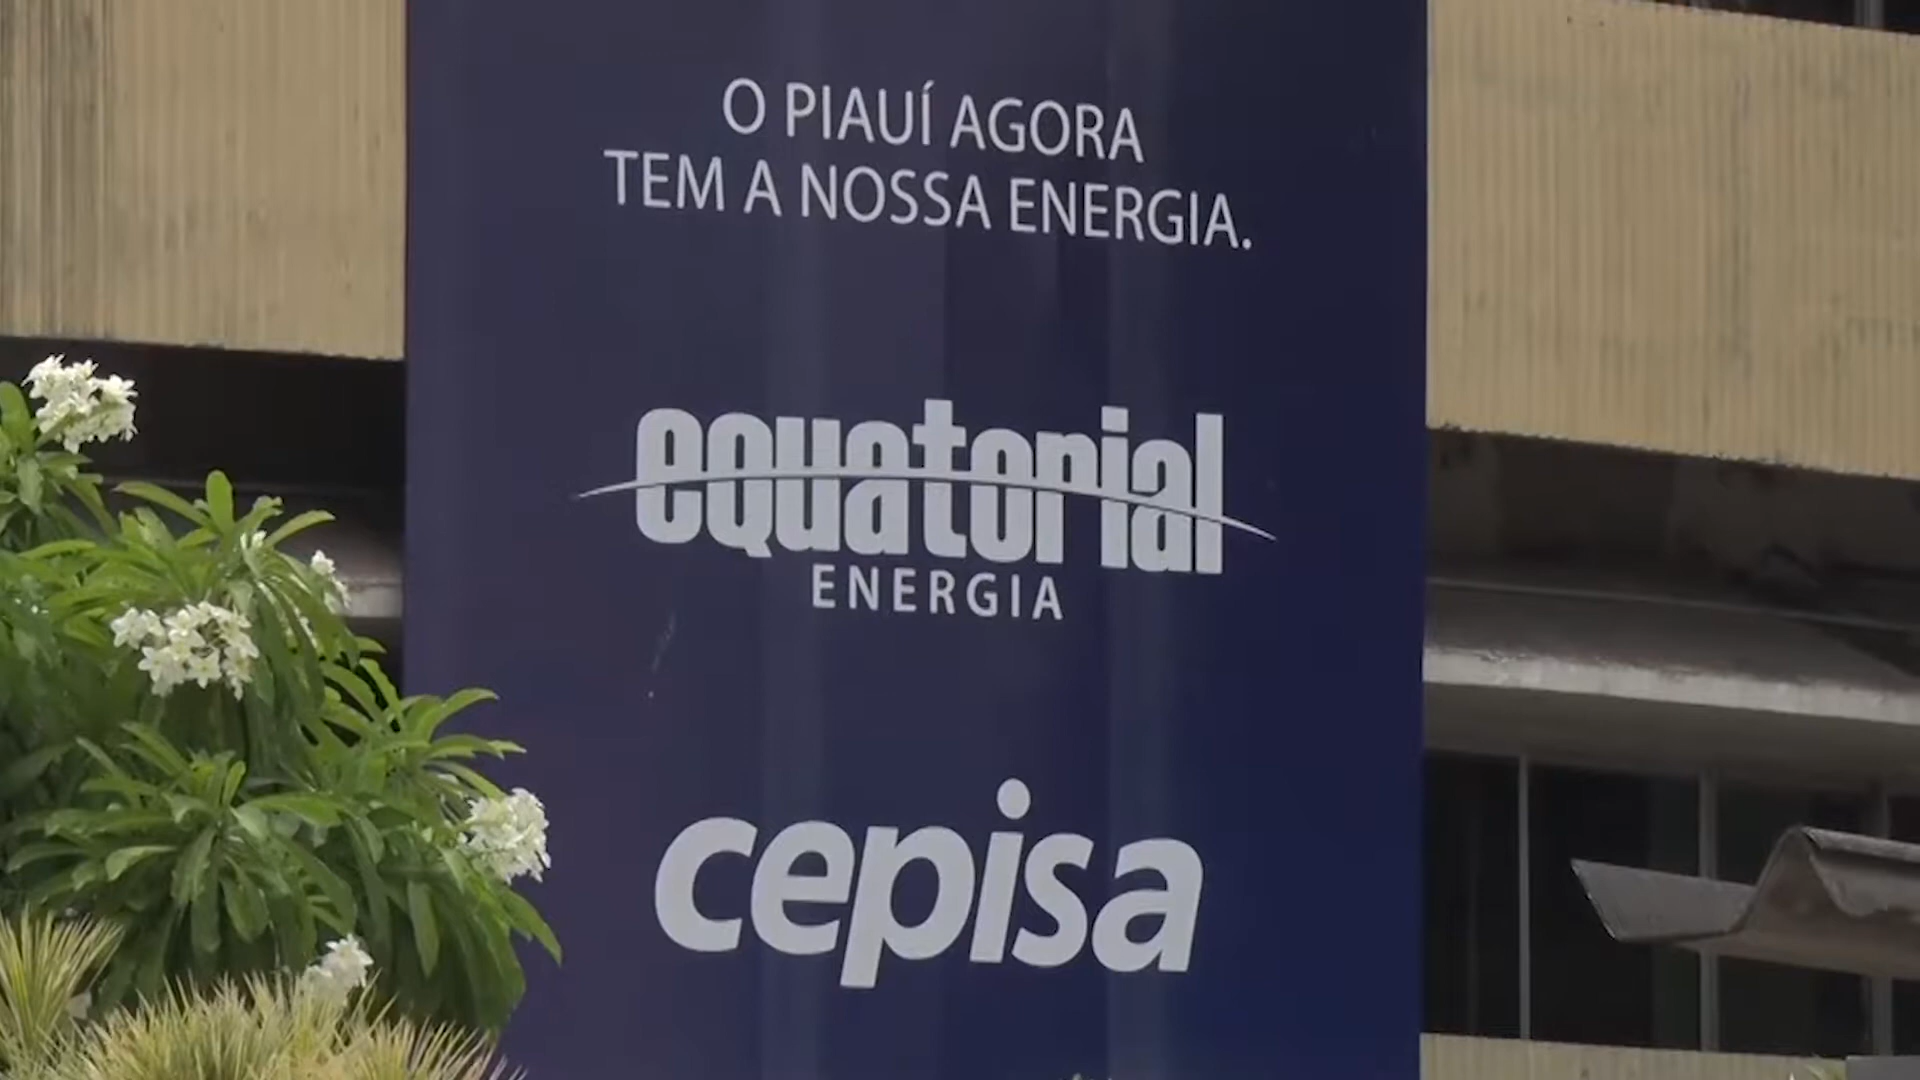 O PIAUÍ AGORA
TEM A NOSSA ENERGIA.
equatorial
ENERGIA
cepisa